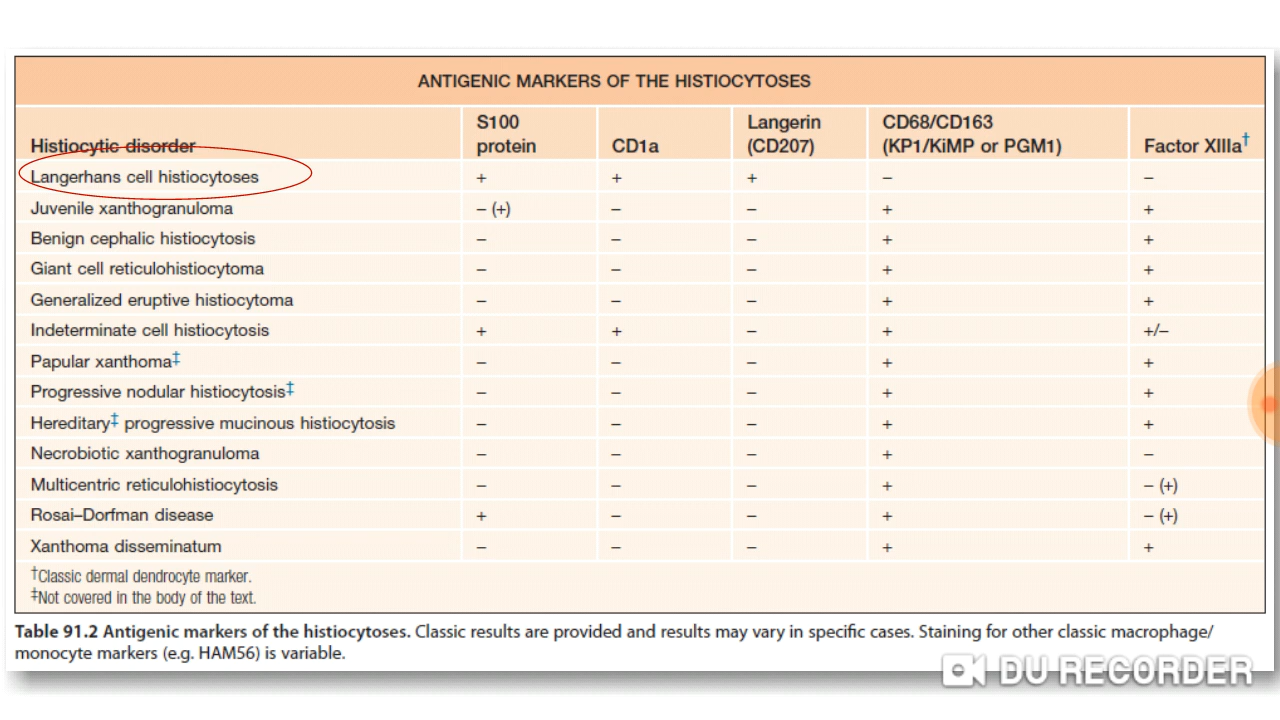 ANTIGENIC MARKERS OF THE HISTIOCYTOSES
Histiocytic disorder S100 protein CD1a Langerin (CD207) CD68/CD163 (KP1/KiMP or PGM1) Factor XIIIa†
Langerhans cell histiocytoses + + + – –
Juvenile xanthogranuloma – (+) – – + +
Benign cephalic histiocytosis – – – + +
Giant cell reticulohistiocytoma – – – + +
Generalized eruptive histiocytoma – – – + +
Indeterminate cell histiocytosis + + – + +/–
Papular xanthoma‡ – – – + +
Progressive nodular histiocytosis‡ – – – + +
Hereditary‡ progressive mucinous histiocytosis – – – + +
Necrobiotic xanthogranuloma – – – + –
Multicentric reticulohistiocytosis – – – + – (+)
Rosai–Dorfman disease + – – + – (+)
Xanthoma disseminatum – – – + +
†Classic dermal dendrocyte marker.
‡Not covered in the body of the text.
Table 91.2 Antigenic markers of the histiocytoses. Classic results are provided and results may vary in specific cases. Staining for other classic macrophage/
monocyte markers (e.g. HAM56) is variable.
DU RECORDER